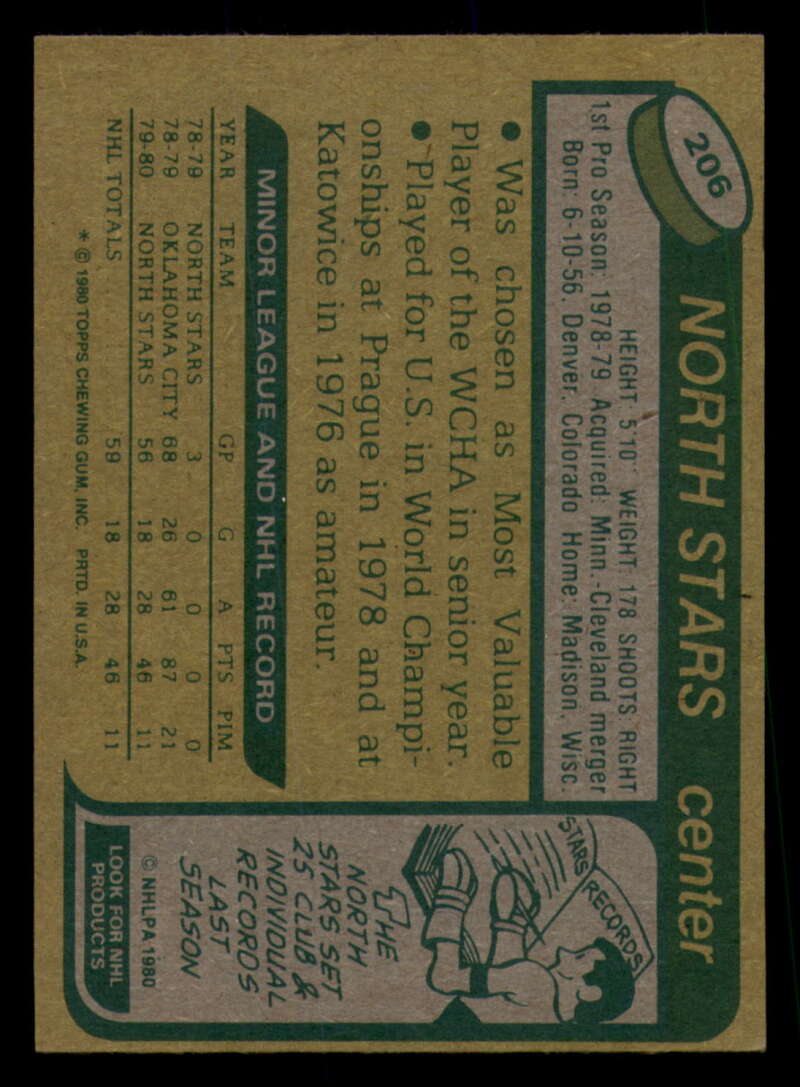 206
NORTH STARS center
HEIGHT: 5'10" WEIGHT: 178 SHOOTS: RIGHT
1st Pro Season: 1978-79 Acquired: Minn.-Cleveland merger
Born: 6-10-56, Denver, Colorado Home: Madison, Wisc.
• Was chosen as Most Valuable
Player of the WCHA in senior year.
• Played for U.S. in World Champi-
onships at Prague in 1978 and at
Katowice in 1976 as amateur.
MINOR LEAGUE AND NHL RECORD
YEAR TEAM GP G A PTS PIM
78-79 NORTH STARS 3 0 0 0 0
78-79 OKLAHOMA CITY 68 26 61 87 21
79-80 NORTH STARS 56 18 28 46 11
NHL TOTALS 59 18 28 46 11
* © 1980 TOPPS CHEWING GUM, INC. PRTD. IN U.S.A.
STARS RECORDS
THE
NORTH
STARS SET
25 CLUB &
INDIVIDUAL
RECORDS
LAST
SEASON
© NHLPA 1980
LOOK FOR NHL
PRODUCTS